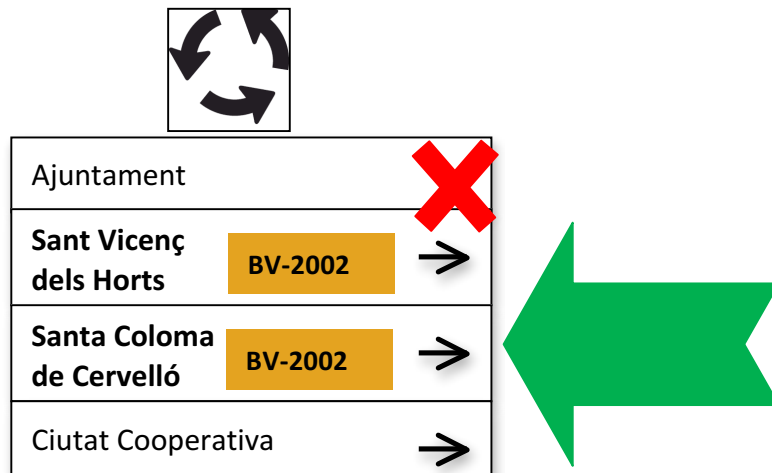 Ajuntament
Sant Vicenç
dels Horts
BV-2002
Santa Coloma
de Cervelló
BV-2002
Ciutat Cooperativa